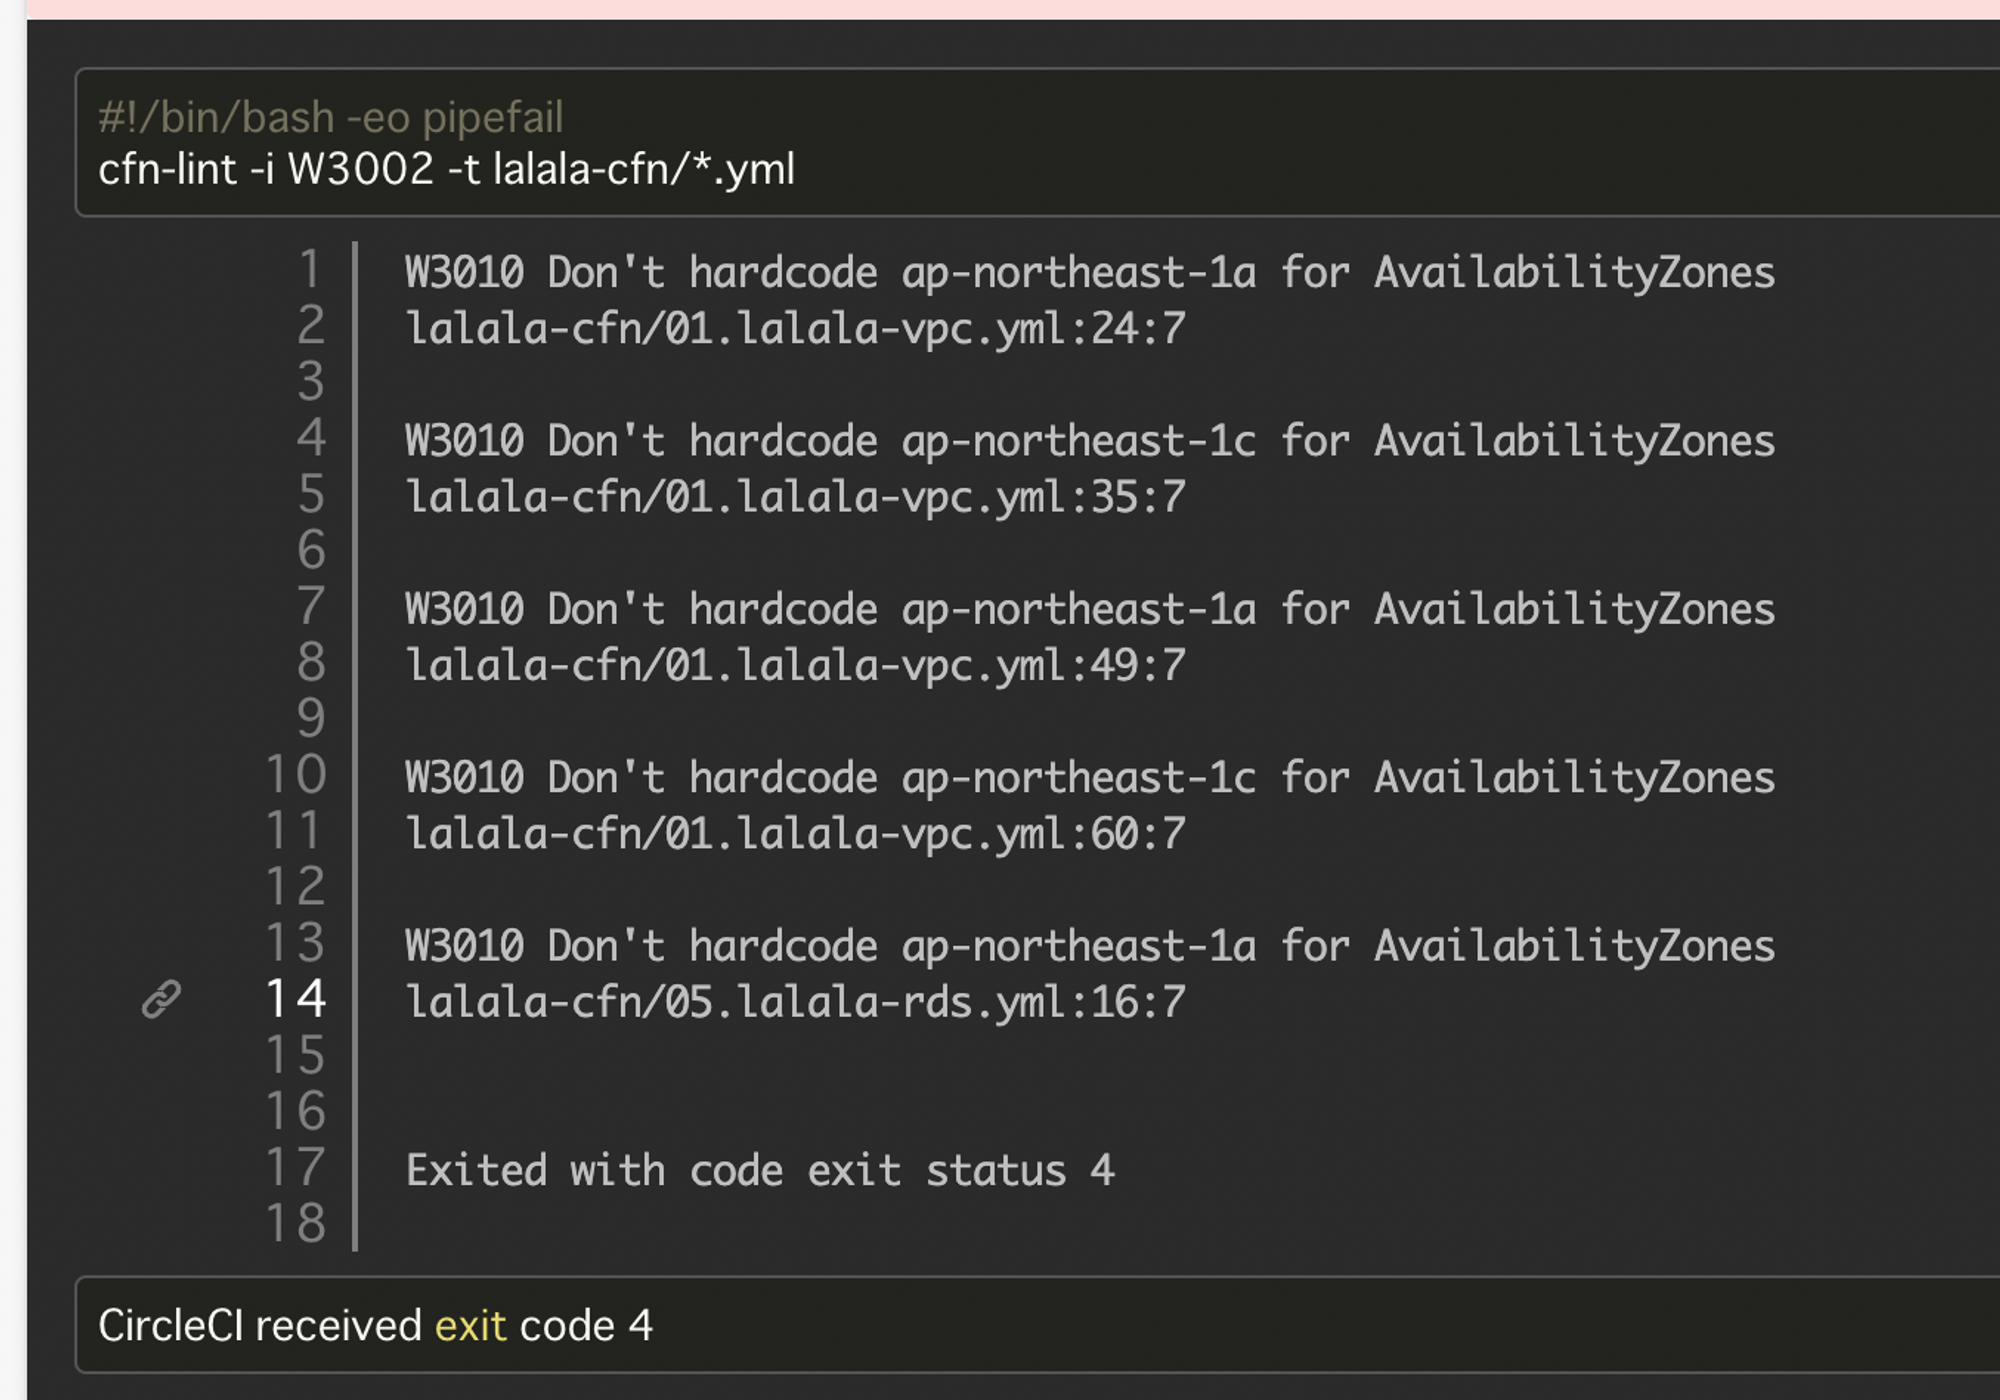 #!/bin/bash -eo pipefail
cfn-lint -i W3002 -t lalala-cfn/*.yml
1 W3010 Don't hardcode ap-northeast-1a for AvailabilityZones
2 lalala-cfn/01.lalala-vpc.yml:24:7
3
4 W3010 Don't hardcode ap-northeast-1c for AvailabilityZones
5 lalala-cfn/01.lalala-vpc.yml:35:7
6
7 W3010 Don't hardcode ap-northeast-1a for AvailabilityZones
8 lalala-cfn/01.lalala-vpc.yml:49:7
9
10 W3010 Don't hardcode ap-northeast-1c for AvailabilityZones
11 lalala-cfn/01.lalala-vpc.yml:60:7
12
13 W3010 Don't hardcode ap-northeast-1a for AvailabilityZones
14 lalala-cfn/05.lalala-rds.yml:16:7
15
16
17 Exited with code exit status 4
18
CircleCI received exit code 4